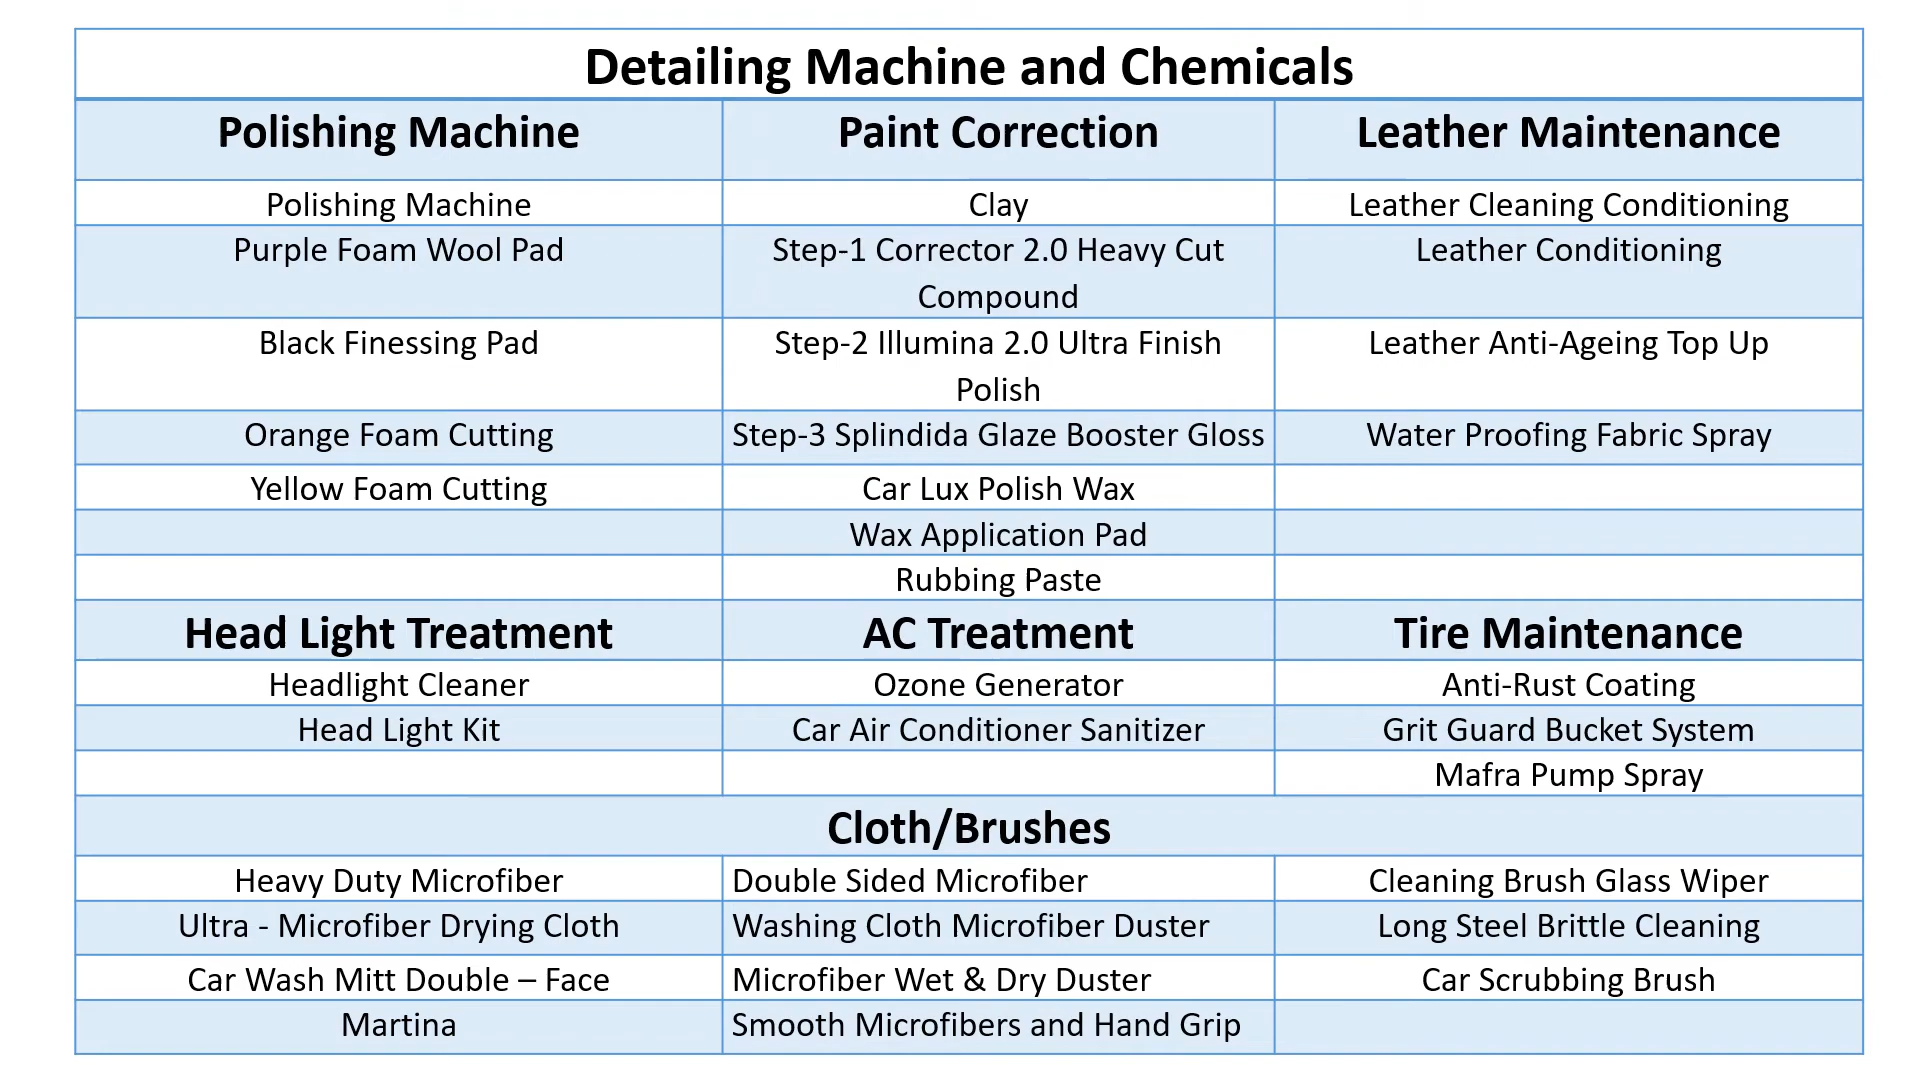 Detailing Machine and Chemicals
Polishing Machine Paint Correction Leather Maintenance
Polishing Machine Clay Leather Cleaning Conditioning
Purple Foam Wool Pad Step-1 Corrector 2.0 Heavy Cut Leather Conditioning
Compound
Black Finessing Pad Step-2 Illumina 2.0 Ultra Finish Leather Anti-Ageing Top Up
Polish
Orange Foam Cutting Step-3 Splindida Glaze Booster Gloss Water Proofing Fabric Spray
Yellow Foam Cutting Car Lux Polish Wax
Wax Application Pad
Rubbing Paste
Head Light Treatment AC Treatment Tire Maintenance
Headlight Cleaner Ozone Generator Anti-Rust Coating
Head Light Kit Car Air Conditioner Sanitizer Grit Guard Bucket System
Mafra Pump Spray
Cloth/Brushes
Heavy Duty Microfiber Double Sided Microfiber Cleaning Brush Glass Wiper
Ultra - Microfiber Drying Cloth Washing Cloth Microfiber Duster Long Steel Brittle Cleaning
Car Wash Mitt Double – Face Microfiber Wet & Dry Duster Car Scrubbing Brush
Martina Smooth Microfibers and Hand Grip